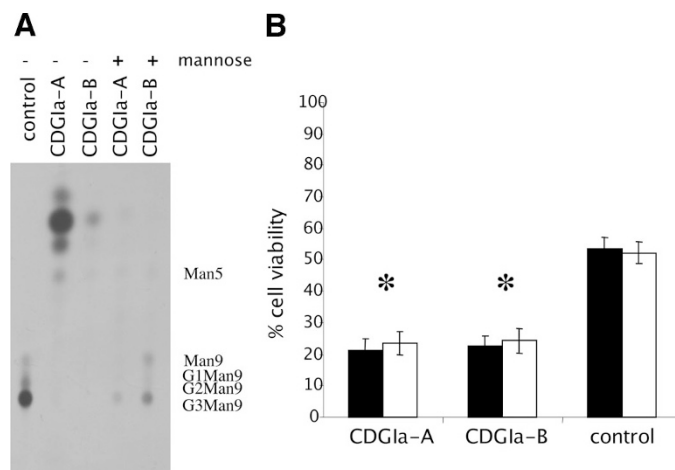 A
- - - + + mannose
control CDGIa-A CDGIa-B CDGIa-A CDGIa-B
Man5
Man9
G1Man9
G2Man9
G3Man9
B
100
90
80
70
60
50
40
30
20
10
0
% cell viability
* *
CDGIa-A CDGIa-B control